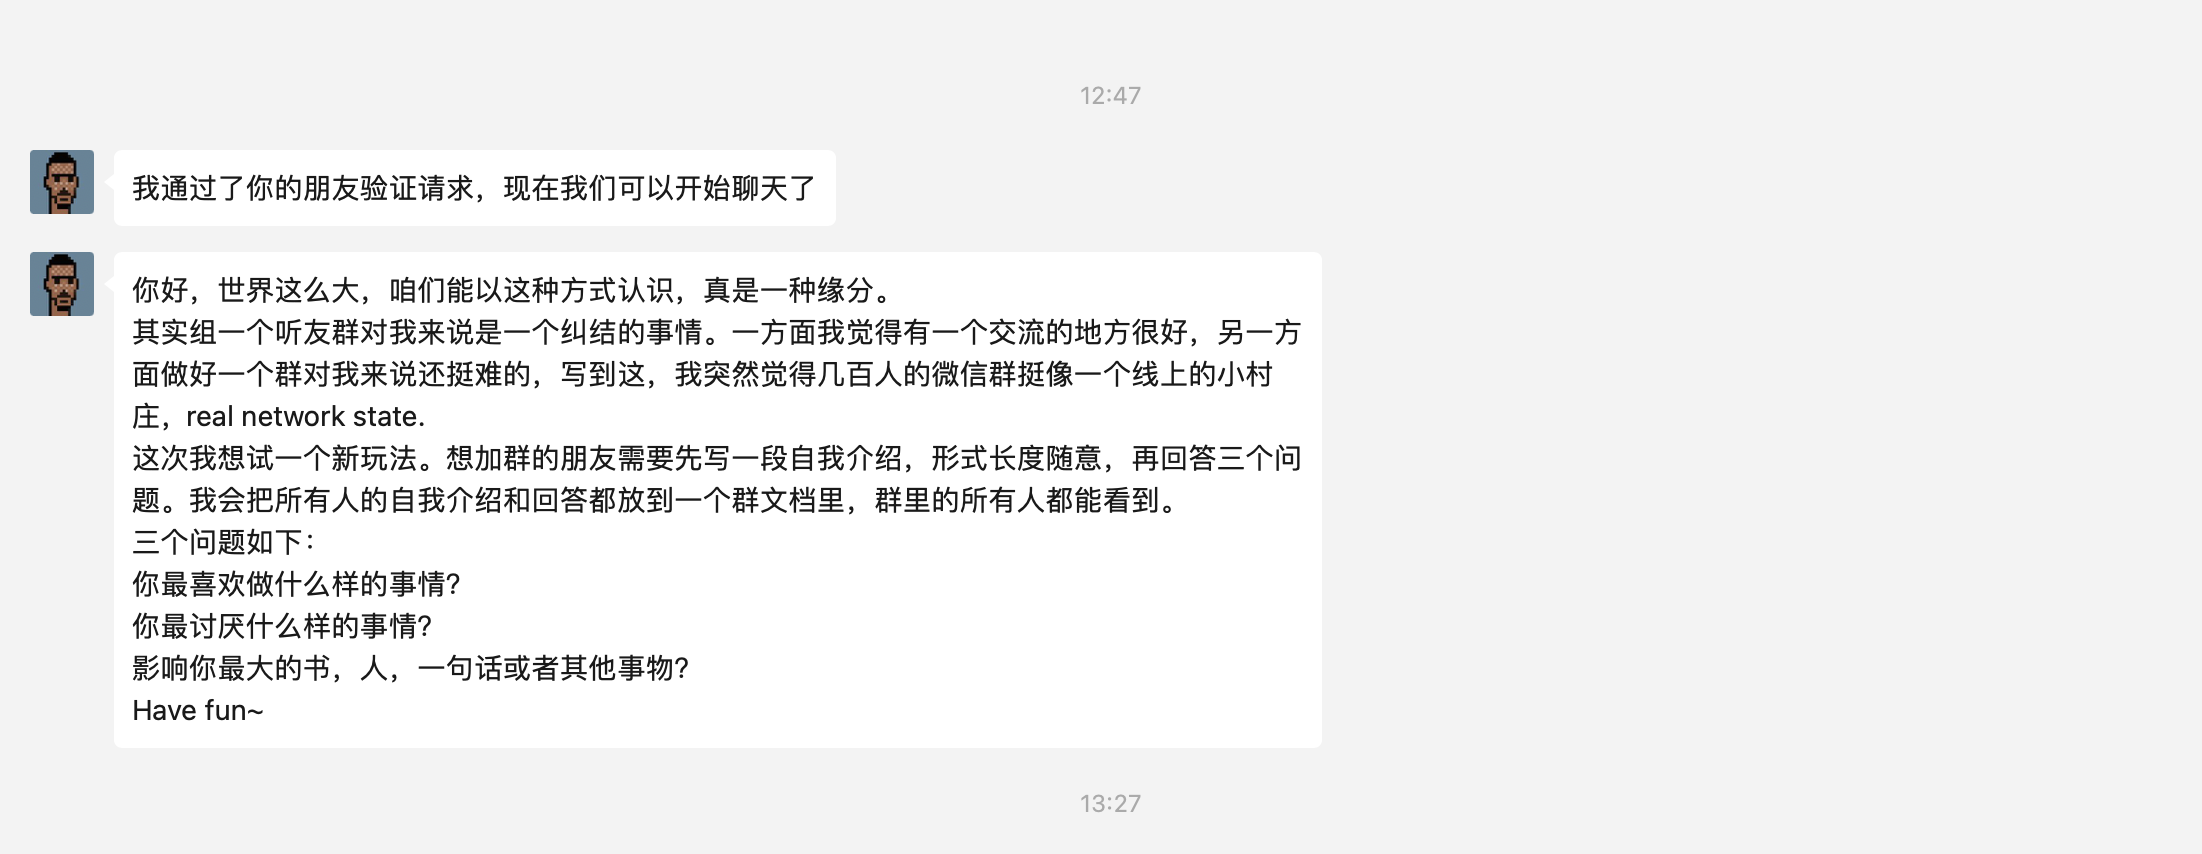 12:47
我通过了你的朋友验证请求，现在我们可以开始聊天了
你好，世界这么大，咱们能以这种方式认识，真是一种缘分。
其实组一个听友群对我来说是一个纠结的事情。一方面我觉得有一个交流的地方很好，另一方
面做好一个群对我来说还挺难的，写到这，我突然觉得几百人的微信群挺像一个线上的小村
庄，real network state.
这次我想试一个新玩法。想加群的朋友需要先写一段自我介绍，形式长度随意，再回答三个问
题。我会把所有人的自我介绍和回答都放到一个群文档里，群里的所有人都能看到。
三个问题如下：
你最喜欢做什么样的事情?
你最讨厌什么样的事情?
影响你最大的书，人，一句话或者其他事物?
Have fun~
13:27